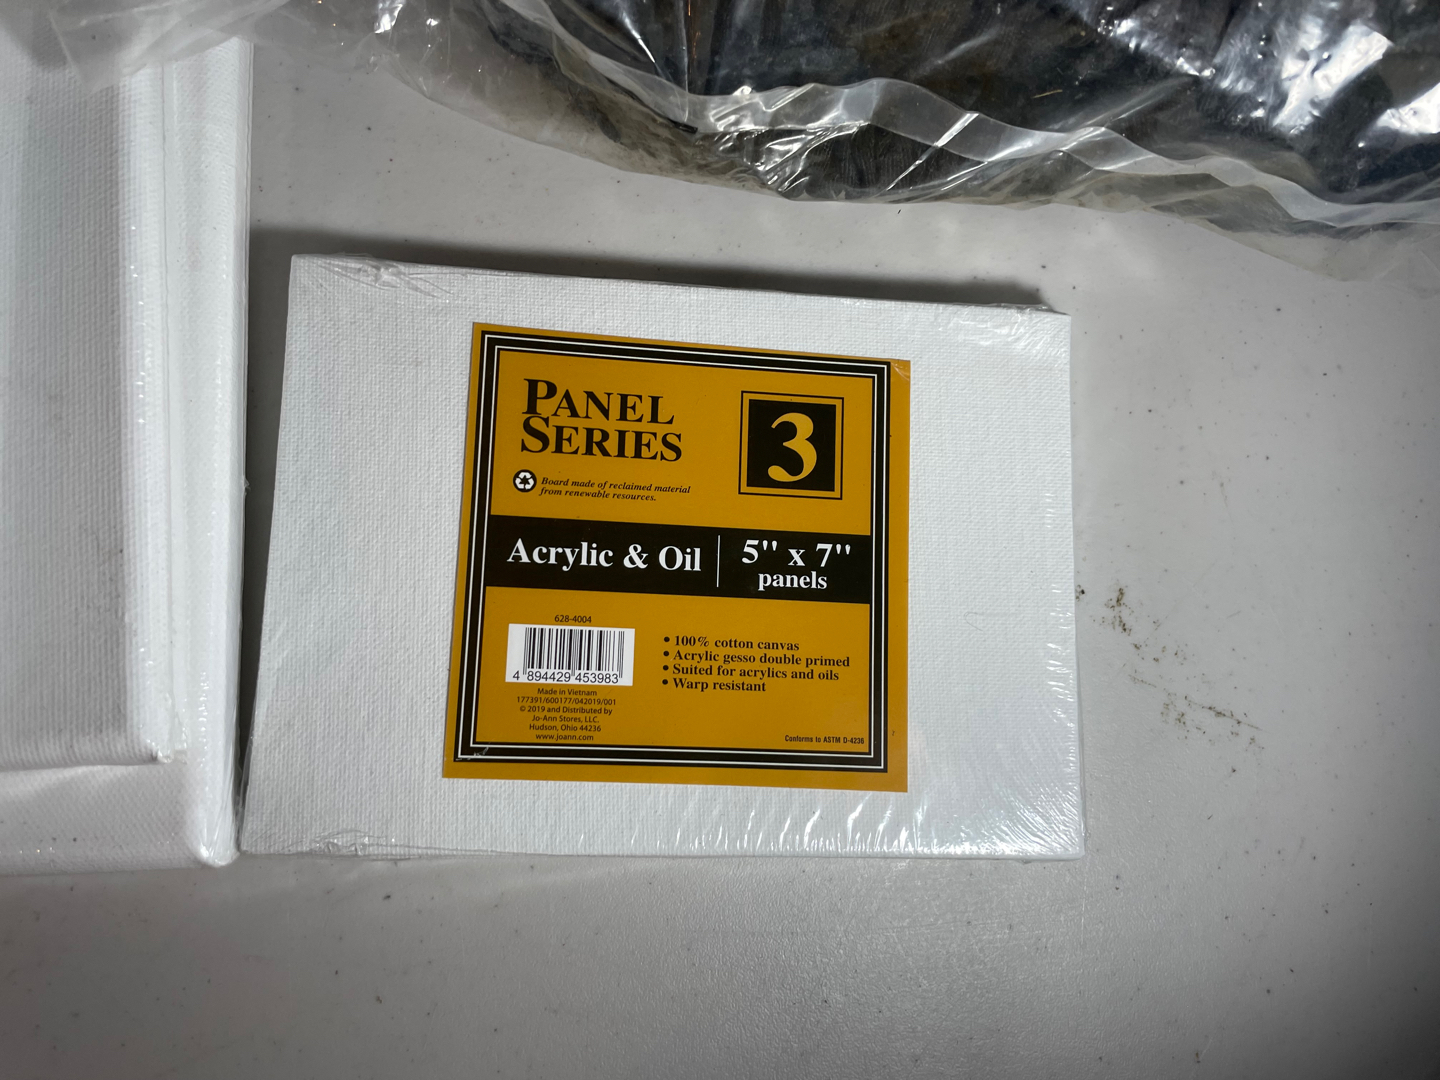 PANEL
SERIES
3
Board made of reclaimed material
from renewable resources.
Acrylic & Oil
5" x 7"
panels
628-4004
4 894429 453983
Made in Vietnam
177391/600177/042019/001
© 2019 and Distributed by
Jo-Ann Stores, LLC.
Hudson, Ohio 44236
www.joann.com
• 100% cotton canvas
• Acrylic gesso double primed
• Suited for acrylics and oils
• Warp resistant
Conforms to ASTM D-4236